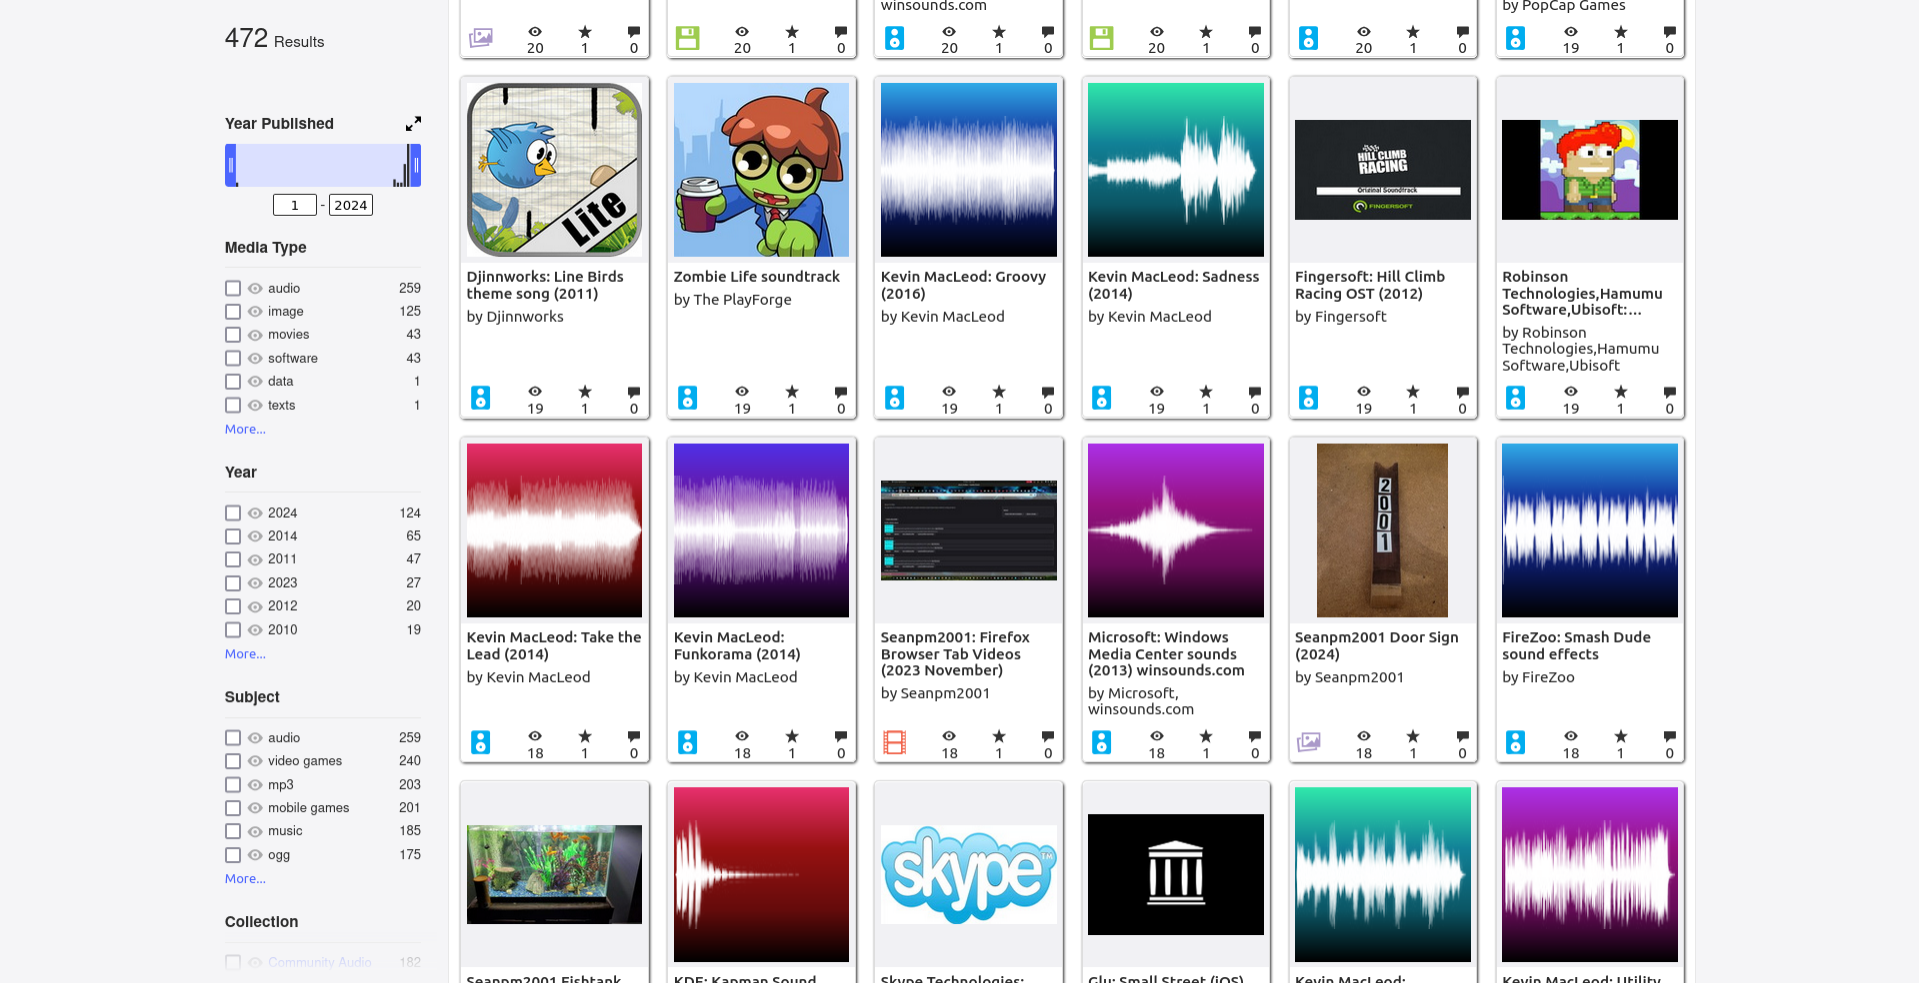 472 Results
Year Published
1 - 2024
Media Type
audio 259
image 125
movies 43
software 43
data 1
texts 1
More...
Year
2024 124
2014 65
2011 47
2023 27
2012 20
2010 19
More...
Subject
audio 259
video games 240
mp3 203
mobile games 201
music 185
ogg 175
More...
Collection
Community Audio 182
20 1 0
20 1 0
winsounds.com
20 1 0
20 1 0
20 1 0
by PopCap Games
19 1 0
Lite
Djinnworks: Line Birds
theme song (2011)
by Djinnworks
19 1 0
Zombie Life soundtrack
by The PlayForge
19 1 0
Kevin MacLeod: Groovy
(2016)
by Kevin MacLeod
19 1 0
Kevin MacLeod: Sadness
(2014)
by Kevin MacLeod
19 1 0
HILL CLIMB
RACING
Original Soundtrack
FINGERSOFT
Fingersoft: Hill Climb
Racing OST (2012)
by Fingersoft
19 1 0
Robinson
Technologies,Hamumu
Software,Ubisoft:...
by Robinson
Technologies,Hamumu
Software,Ubisoft
19 1 0
Kevin MacLeod: Take the
Lead (2014)
by Kevin MacLeod
18 1 0
Kevin MacLeod:
Funkorama (2014)
by Kevin MacLeod
18 1 0
Seanpm2001: Firefox
Browser Tab Videos
(2023 November)
by Seanpm2001
18 1 0
Microsoft: Windows
Media Center sounds
(2013) winsounds.com
by Microsoft,
winsounds.com
18 1 0
2001
Seanpm2001 Door Sign
(2024)
by Seanpm2001
18 1 0
FireZoo: Smash Dude
sound effects
by FireZoo
18 1 0
Seanpm2001 Fishtank
KDE: Kapman Sound
skype™
Skype Technologies:
Glu: Small Street (iOS)
Kevin MacLeod:
Kevin MacLeod: Utility